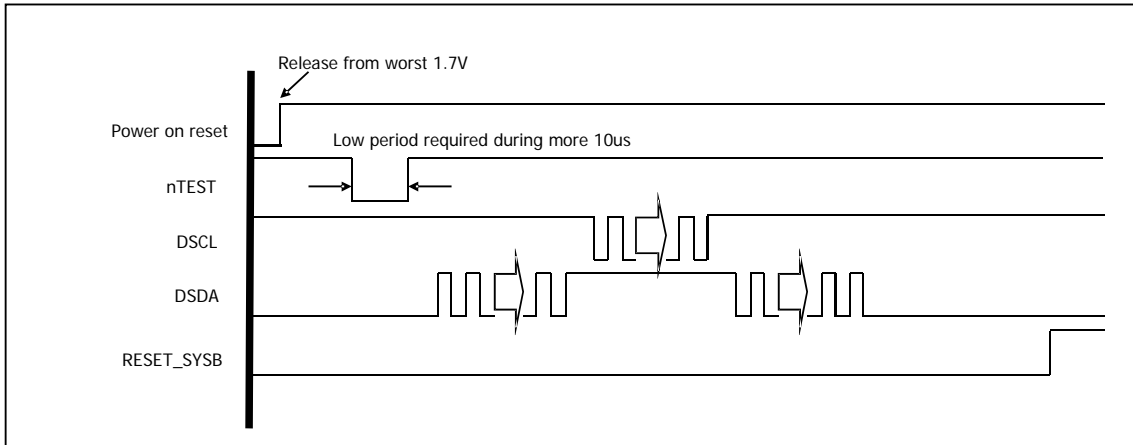 Release from worst 1.7V
Power on reset
Low period required during more 10us
nTEST
DSCL
DSDA
RESET_SYSB